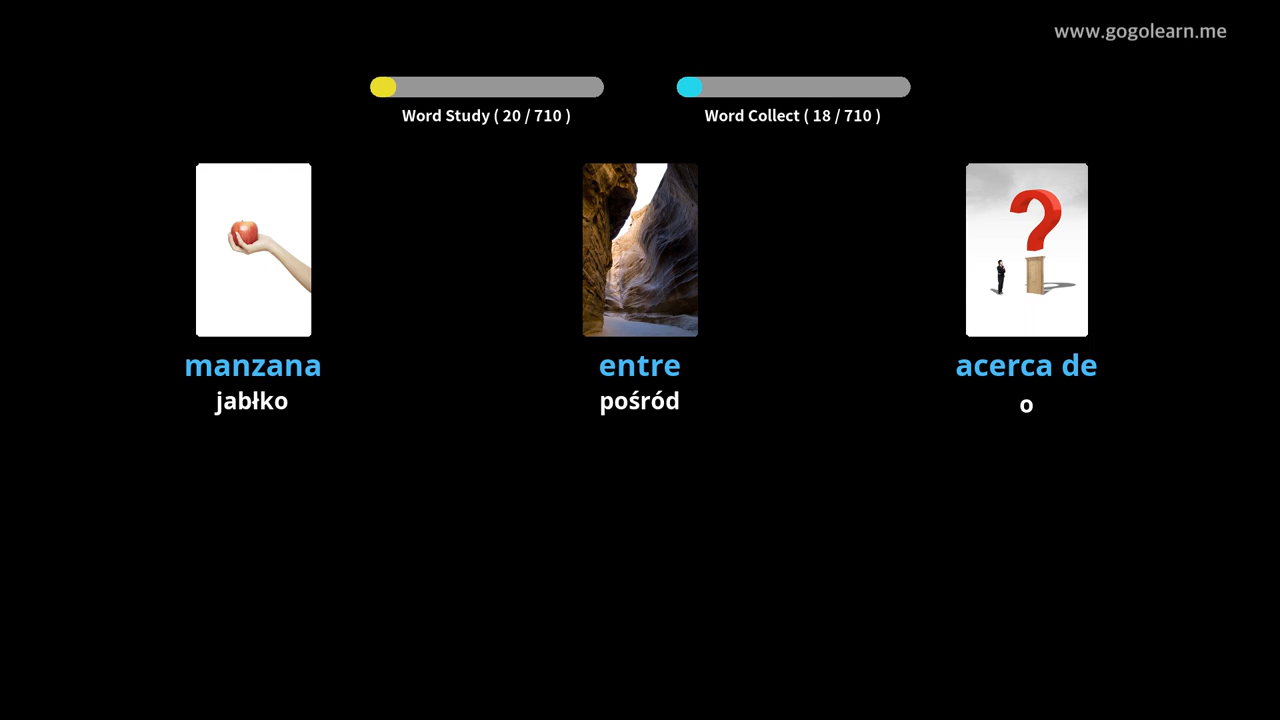 www.gogolearn.me
Word Study ( 20 / 710 )
Word Collect ( 18 / 710 )
manzana
jabłko
entre
pośród
acerca de
o